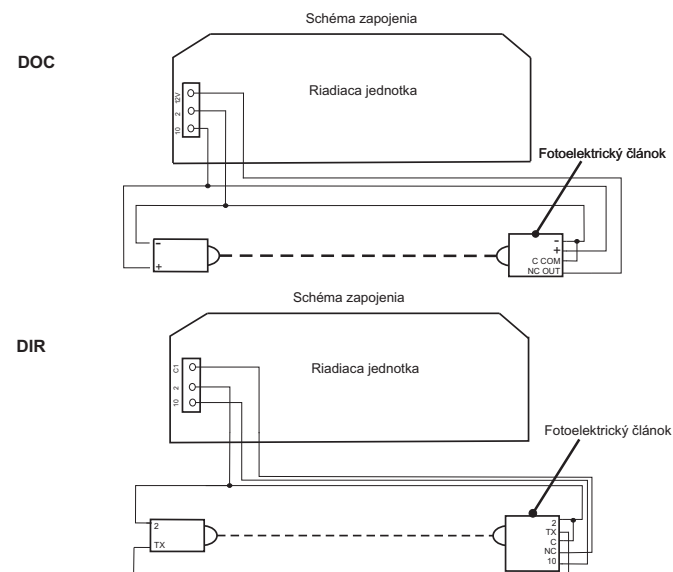 Schéma zapojenia
DOC
Riadiaca jednotka
12V
2
10
Fotoelektrický článok
-
+
-
+
C COM
NC OUT
Schéma zapojenia
DIR
Riadiaca jednotka
C1
2
10
Fotoelektrický článok
2
TX
2
TX
C
NC
10